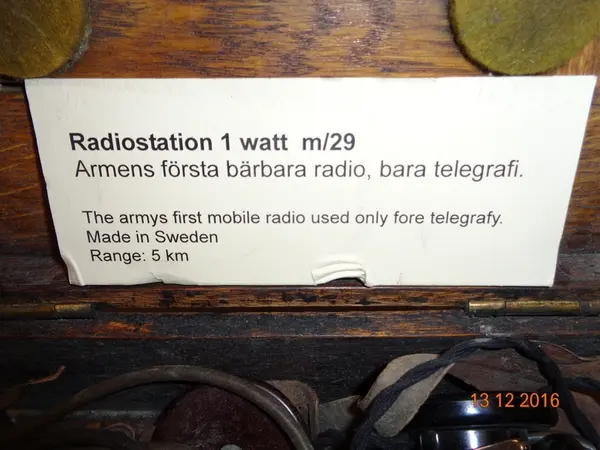 Radiostation 1 watt m/29
Armens första bärbara radio, bara telegrafi.
The armys first mobile radio used only fore telegrafy.
Made in Sweden
Range: 5 km
13 12 2016